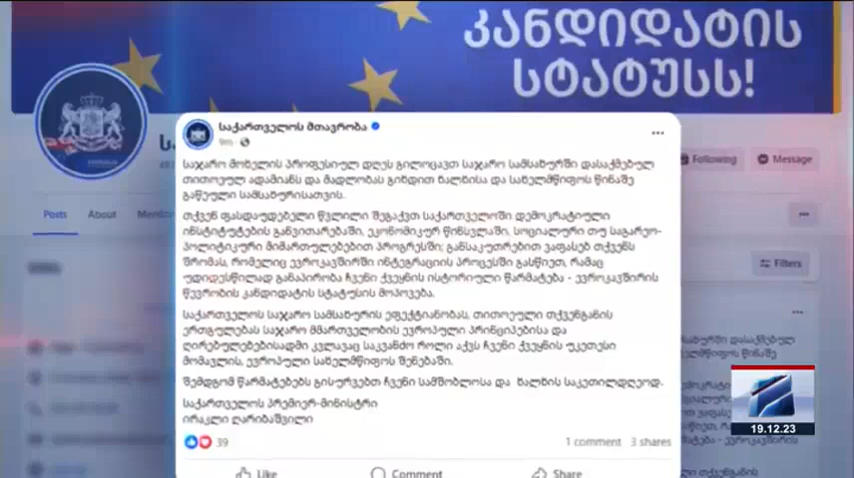 კანდიდატის
სტატუსს!
საქართველოს მთავრობა
9m
საჯარო მოხელის პროფესიულ დღეს გილოცავთ საჯარო სამსახურში დასაქმებულ
თითოეულ ადამიანს და მადლობას გიხდით ხალხისა და სახელმწიფოს წინაშე
გაწეული სამსახურისათვის.
თქვენ ფასდაუდებელი წვლილი შეგაქვთ საქართველოში დემოკრატიული
ინსტიტუტების განვითარებაში, ეკონომიკურ წინსვლაში, სოციალური თუ საგარეო-
პოლიტიკური მიმართულებებით პროგრესში; განსაკუთრებით ვაფასებ თქვენს
შრომას, რომელიც ევროკავშირში ინტეგრაციის პროცესში გასწიეთ, რამაც
უდიდესწილად განაპირობა ჩვენი ქვეყნის ისტორიული წარმატება - ევროკავშირის
წევრობის კანდიდატის სტატუსის მოპოვება.
საქართველოს საჯარო სამსახურის ეფექტიანობას, თითოეული თქვენგანის
ერთგულებას საჯარო მმართველობის ევროპული პრინციპებისა და
ღირებულებებისადმი კვლავაც საკვანძო როლი აქვს ჩვენი ქვეყნის უკეთესი
მომავლის, ევროპული სახელმწიფოს შენებაში.
შემდგომ წარმატებებს გისურვებთ ჩვენი სამშობლოსა და ხალხის საკეთილდღეოდ.
საქართველოს პრემიერ-მინისტრი
ირაკლი ღარიბაშვილი
39
1 comment 3 shares
Like Comment Share
Following Message
Posts About
Filters
19.12.23